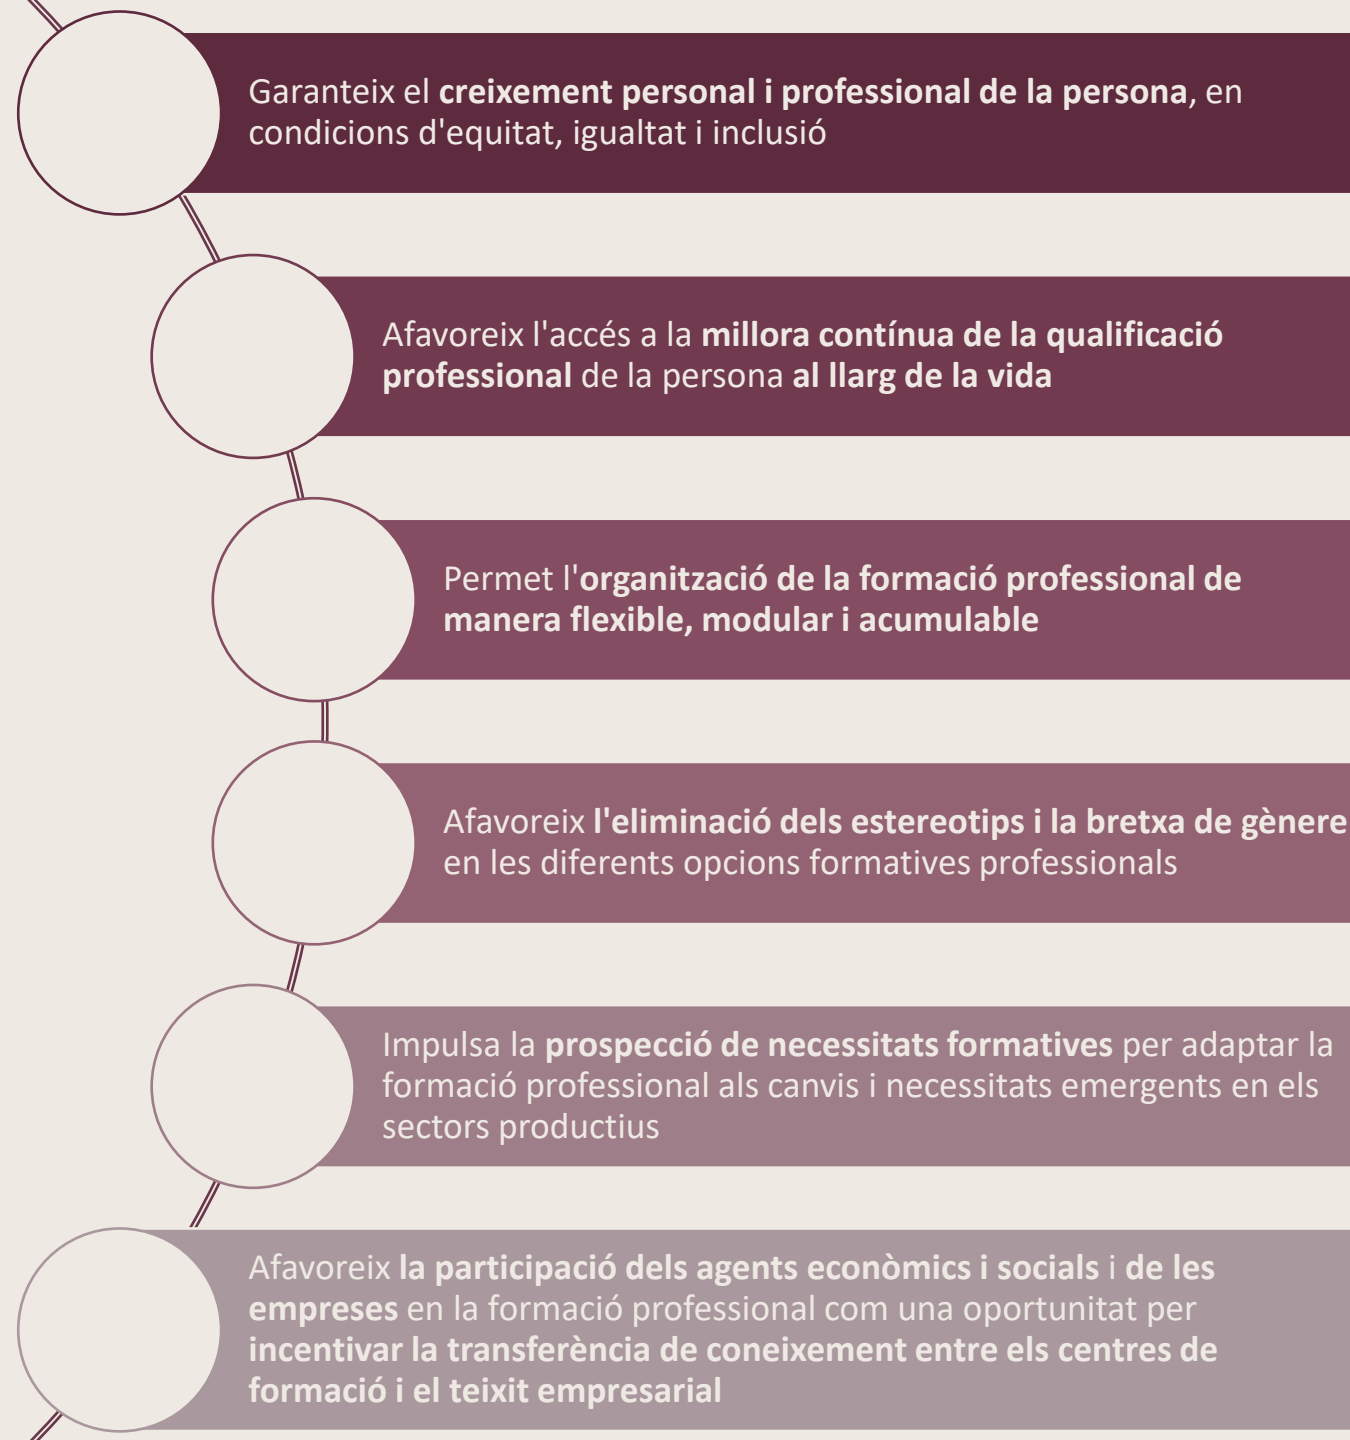 Garanteix el creixement personal i professional de la persona, en
condicions d'equitat, igualtat i inclusió
Afavoreix l'accés a la millora contínua de la qualificació
professional de la persona al llarg de la vida
Permet l'organització de la formació professional de
manera flexible, modular i acumulable
Afavoreix l'eliminació dels estereotips i la bretxa de gènere
en les diferents opcions formatives professionals
Impulsa la prospecció de necessitats formatives per adaptar la
formació professional als canvis i necessitats emergents en els
sectors productius
Afavoreix la participació dels agents econòmics i socials i de les
empreses en la formació professional com una oportunitat per
incentivar la transferència de coneixement entre els centres de
formació i el teixit empresarial